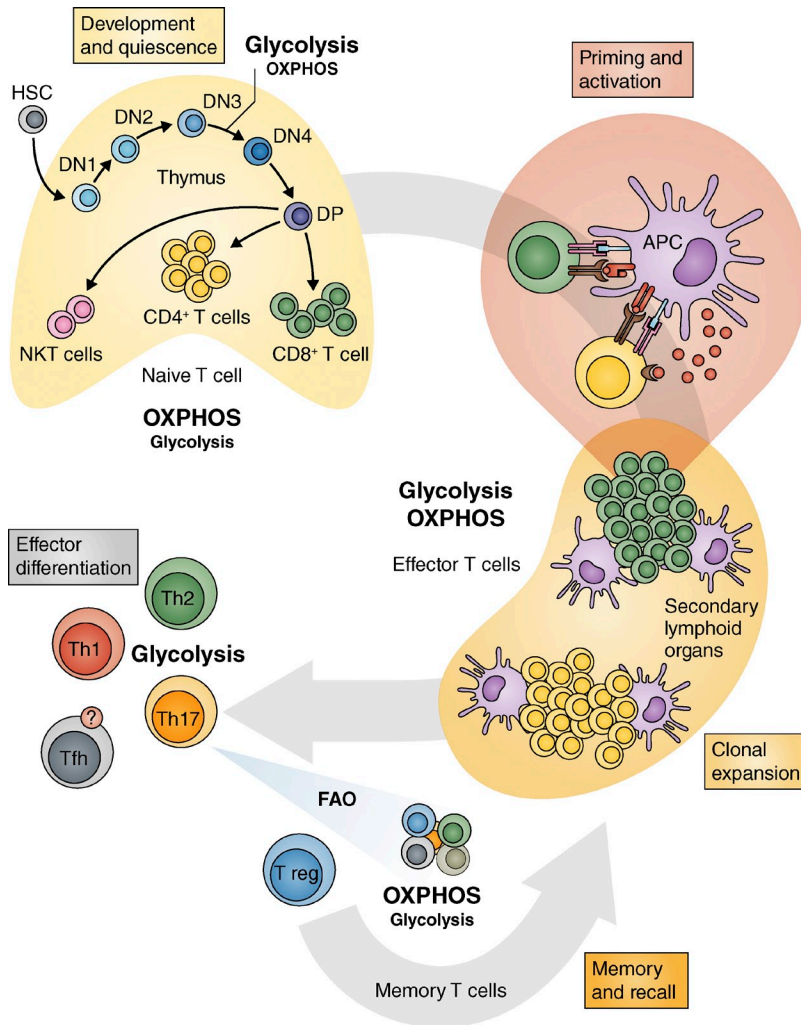 Development
and quiescence
Glycolysis
OXPHOS
HSC
DN1
DN2
DN3
DN4
Thymus
DP
CD4+ T cells
NKT cells
CD8+ T cell
Naive T cell
OXPHOS
Glycolysis
Priming and
activation
APC
Glycolysis
OXPHOS
Effector T cells
Secondary
lymphoid
organs
Clonal
expansion
Effector
differentiation
Th2
Th1
Glycolysis
Th17
?
Tfh
FAO
T reg
OXPHOS
Glycolysis
Memory T cells
Memory
and recall